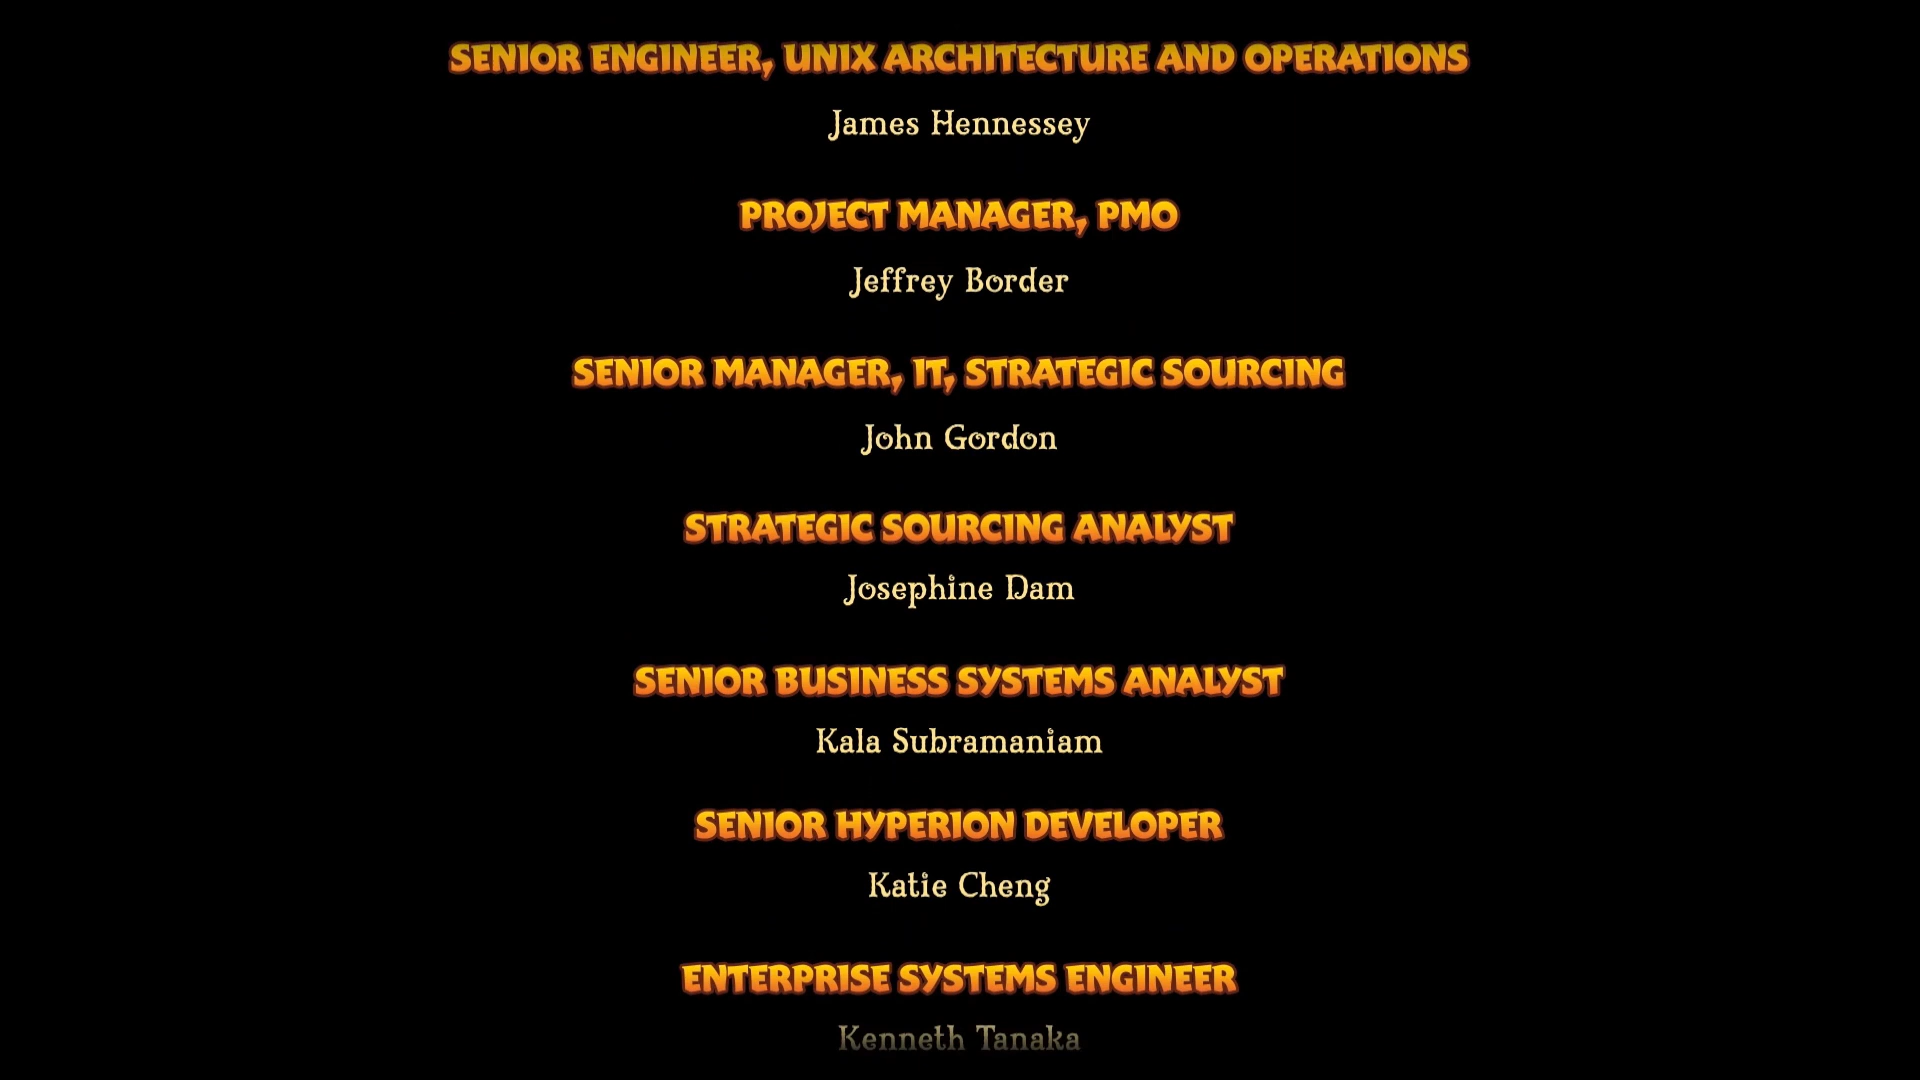 SENIOR ENGINEER, UNIX ARCHITECTURE AND OPERATIONS
James Hennessey
PROJECT MANAGER, PMO
Jeffrey Border
SENIOR MANAGER, IT, STRATEGIC SOURCING
John Gordon
STRATEGIC SOURCING ANALYST
Josephine Dam
SENIOR BUSINESS SYSTEMS ANALYST
Kala Subramaniam
SENIOR HYPERION DEVELOPER
Katie Cheng
ENTERPRISE SYSTEMS ENGINEER
Kenneth Tanaka